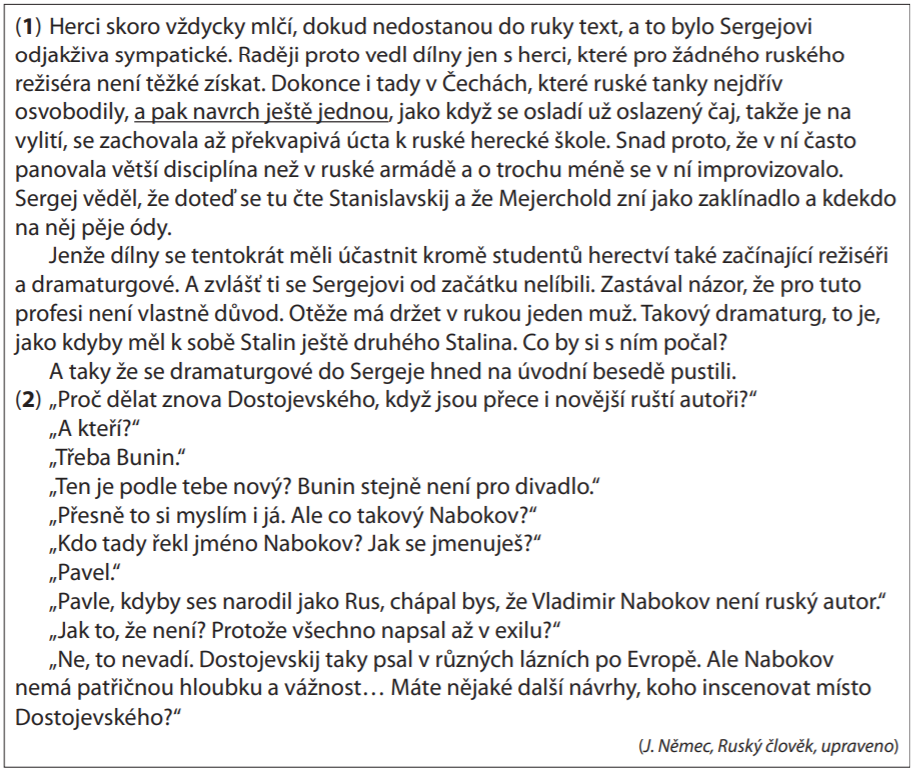 (1) Herci skoro vždycky mlčí, dokud nedostanou do ruky text, a to bylo Sergejovi
odjakživa sympatické. Raději proto vedl dílny jen s herci, které pro žádného ruského
režiséra není těžké získat. Dokonce i tady v Čechách, které ruské tanky nejdřív
osvobodily, a pak navrch ještě jednou, jako když se osladí už oslazený čaj, takže je na
vylití, se zachovala až překvapivá úcta k ruské herecké škole. Snad proto, že v ní často
panovala větší disciplína než v ruské armádě a o trochu méně se v ní improvizovalo.
Sergej věděl, že doteď se tu čte Stanislavskij a že Mejerchold zní jako zaklínadlo a kdekdo
na něj pěje ódy.
Jenže dílny se tentokrát měli účastnit kromě studentů herectví také začínající režiséři
a dramaturgové. A zvlášť ti se Sergejovi od začátku nelíbili. Zastával názor, že pro tuto
profesi není vlastně důvod. Otěže má držet v rukou jeden muž. Takový dramaturg, to je,
jako kdyby měl k sobě Stalin ještě druhého Stalina. Co by si s ním počal?
A taky že se dramaturgové do Sergeje hned na úvodní besedě pustili.
(2) „Proč dělat znova Dostojevského, když jsou přece i novější ruští autoři?“
„A kteří?“
„Třeba Bunin.“
„Ten je podle tebe nový? Bunin stejně není pro divadlo.“
„Přesně to si myslím i já. Ale co takový Nabokov?“
„Kdo tady řekl jméno Nabokov? Jak se jmenuješ?“
„Pavel.“
„Pavle, kdyby ses narodil jako Rus, chápal bys, že Vladimir Nabokov není ruský autor.“
„Jak to, že není? Protože všechno napsal až v exilu?“
„Ne, to nevadí. Dostojevskij taky psal v různých lázních po Evropě. Ale Nabokov
nemá patřičnou hloubku a vážnost… Máte nějaké další návrhy, koho inscenovat místo
Dostojevského?“
(J. Němec, Ruský člověk, upraveno)